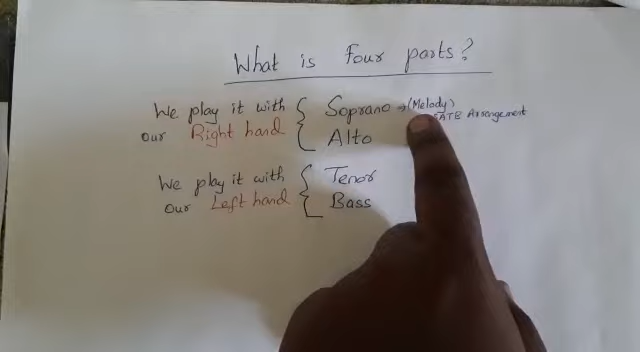 What is Four parts?
We play it with { Soprano → (Melody)
SATB Arrangement
our Right hand { Alto
We play it with { Tenor
our Left hand { Bass